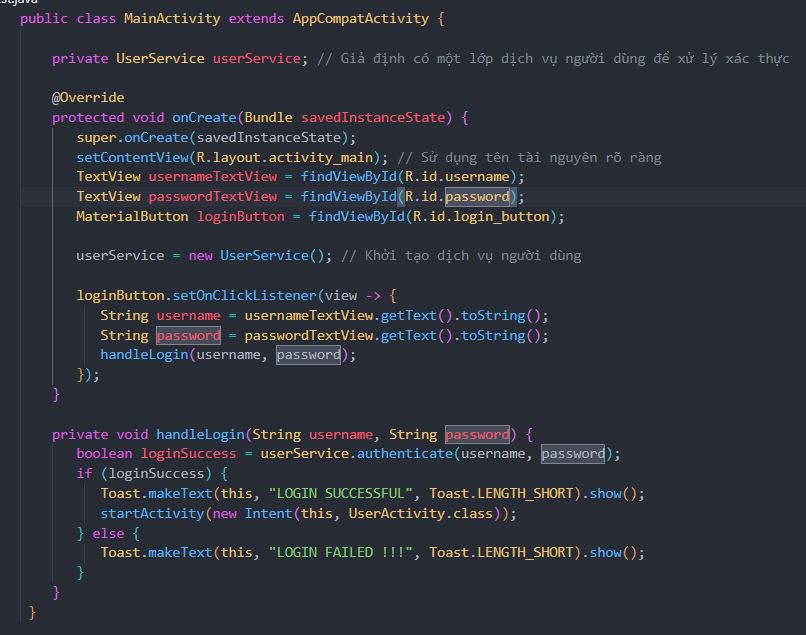 public class MainActivity extends AppCompatActivity {
private UserService userService; // Giả định có một lớp dịch vụ người dùng để xử lý xác thực
@Override
protected void onCreate(Bundle savedInstanceState) {
super.onCreate(savedInstanceState);
setContentView(R.layout.activity_main); // Sử dụng tên tài nguyên rõ ràng
TextView usernameTextView = findViewById(R.id.username);
TextView passwordTextView = findViewById(R.id.password);
MaterialButton loginButton = findViewById(R.id.login_button);
userService = new UserService(); // Khởi tạo dịch vụ người dùng
loginButton.setOnClickListener(view -> {
String username = usernameTextView.getText().toString();
String password = passwordTextView.getText().toString();
handleLogin(username, password);
});
}
private void handleLogin(String username, String password) {
boolean loginSuccess = userService.authenticate(username, password);
if (loginSuccess) {
Toast.makeText(this, "LOGIN SUCCESSFUL", Toast.LENGTH_SHORT).show();
startActivity(new Intent(this, UserActivity.class));
} else {
Toast.makeText(this, "LOGIN FAILED !!!", Toast.LENGTH_SHORT).show();
}
}
}